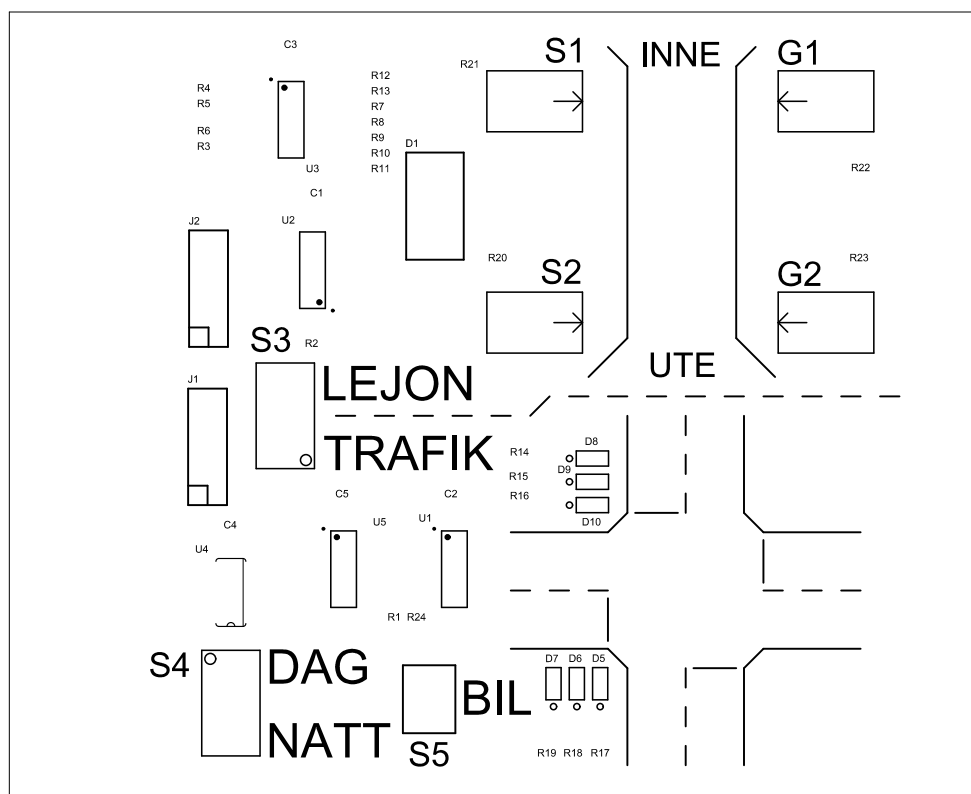 C3
S1
INNE
G1
R21
R12
R4
R13
R5
R7
R8
R6
R9
R3
D1
R10
U3
R11
R22
C1
J2
U2
R20
S2
G2
R23
S3
R2
UTE
J1
LEJON
TRAFIK
R14
D8
D9
R15
R16
C5
C2
D10
C4
U5
U1
U4
R1
R24
S4
DAG
D7
D6
D5
BIL
NATT
S5
R19
R18
R17